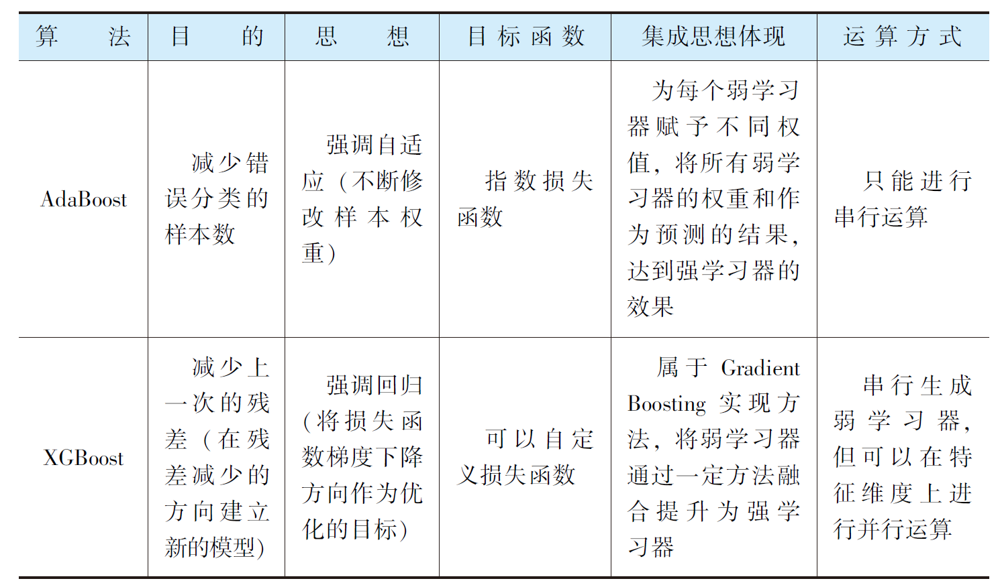 算法 目的 思想 目标函数 集成思想体现 运算方式
AdaBoost
减少错
误分类的
样本数
强调自适
应（不断修
改样本权
重）
指数损失
函数
为每个弱学习
器赋予不同权
值，将所有弱学
习器的权重和作
为预测的结果，
达到强学习器的
效果
只能进行
串行运算
XGBoost
减少上
一次的残
差（在残
差减少的
方向建立
新的模型）
强调回归
（将损失函
数梯度下降
方向作为优
化的目标）
可以自定
义损失函数
属于 Gradient
Boosting 实现方
法，将弱学习器
通过一定方法融
合提升为强学
习器
串行生成
弱学习器，
但可以在特
征维度上进
行并行运算